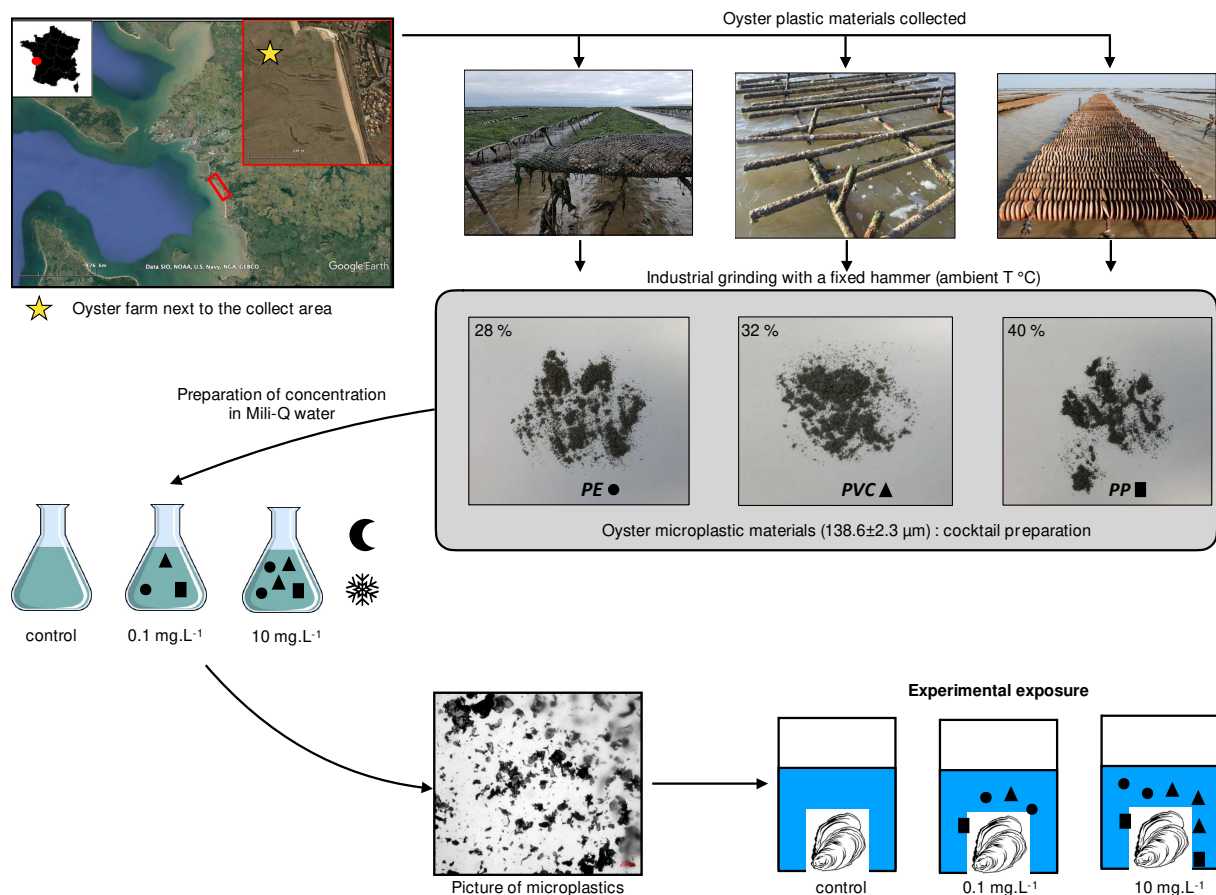 Oyster plastic materials collected
Data SIO, NOAA, U.S. Navy, NGA, GEBCO
Google Earth
Oyster farm next to the collect area
Industrial grinding with a fixed hammer (ambient T °C)
28 %
32 %
40 %
PE
PVC
PP
Oyster microplastic materials (138.6±2.3 µm) : cocktail preparation
Preparation of concentration
in Mili-Q water
control
0.1 mg.L-1
10 mg.L-1
Picture of microplastics
Experimental exposure
control
0.1 mg.L-1
10 mg.L-1